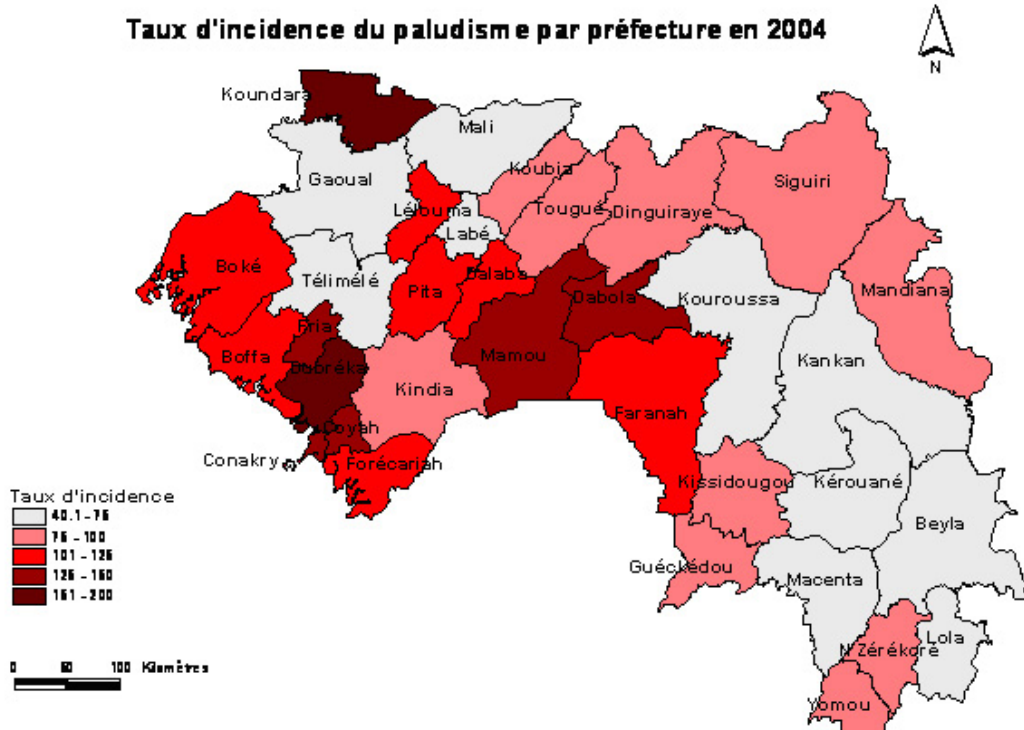 Taux d'incidence du paludisme par préfecture en 2004
N
Koundara
Mali
Gaoual
Koubia
Siguiri
Lélouma
Tougué
Dinguiraye
Labé
Boké
Télimélé
Pita
Dalaba
Dabola
Kouroussa
Mandiana
Fria
Boffa
Dubréka
Mamou
Kankan
Kindia
Faranah
Coyah
Conakry
Forécariah
Kissidougou
Kérouané
Beyla
Taux d'incidence
40.1 - 75
75 - 100
101 - 125
125 - 150
151 - 200
Guéckédou
Macenta
N'Zérékoré
Lola
Yomou
0 50 100 Kilomètres